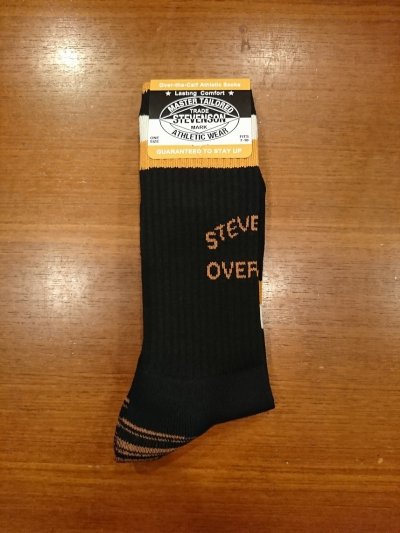 Over-the-Calf Athletic Socks
★ Lasting Comfort ★
MASTER TAILORED
TRADE
STEVENSON
MARK
ATHLETIC WEAR
ONE
SIZE
FITS
GUARANTEED TO STAY UP
STEVE
OVER